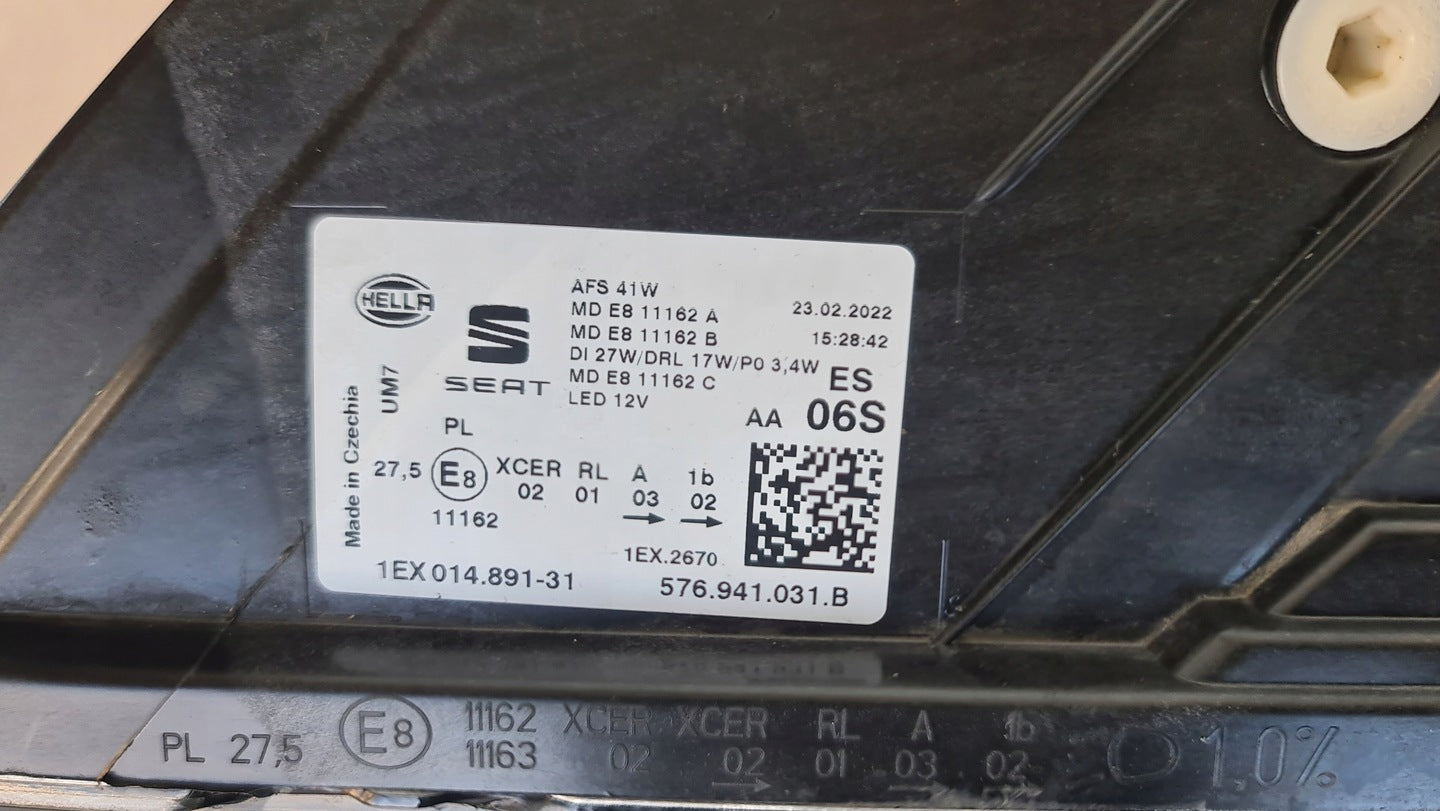 HELLA
SEAT
UM7
Made in Czechia
AFS 41W
MD E8 11162 A
MD E8 11162 B
DI 27W/DRL 17W/PO 3,4W
MD E8 11162 C
LED 12V
23.02.2022
15:28:42
ES
AA 06S
PL
27,5 E8 XCER RL A 1b
02 01 03 02
→ →
11162
1EX.2670
1EX 014.891-31 576.941.031.B
PL 27,5 E8 11162 XCER XCER RL A 1b 1,0%
11163 02 02 01 03 02
→ → →